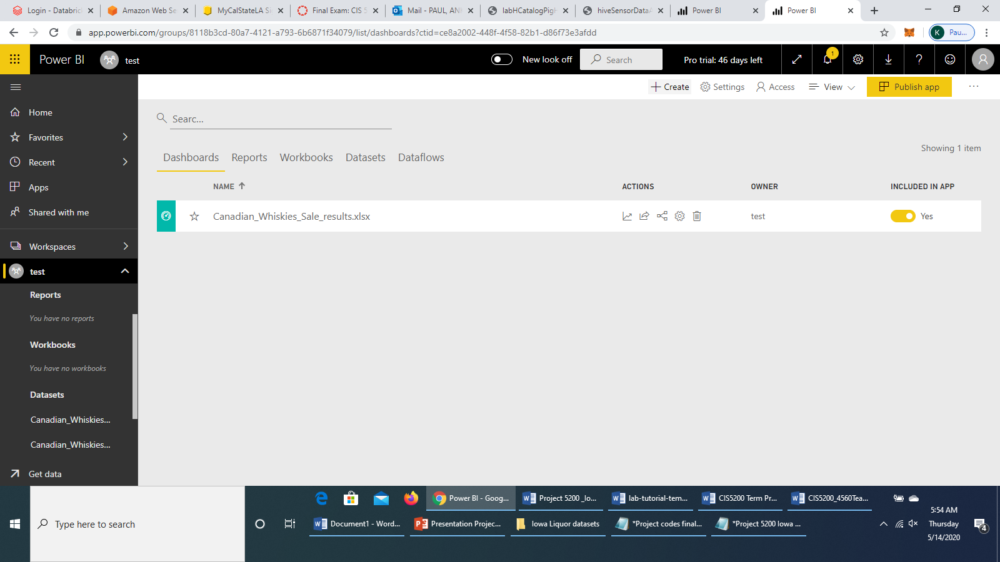 Login - Databric
Amazon Web Se
MyCalStateLA Si
Final Exam: CIS 5
Mail - PAUL, AN
labHCatalogPigH
hiveSensorDataA
Power BI
Power BI
app.powerbi.com/groups/8118b3cd-80a7-4121-a793-6b6871f34079/list/dashboards?ctid=ce8a2002-448f-4f58-82b1-d86f73e3afdd
K
Pau...
Power BI
test
New look off
Search
Pro trial: 46 days left
1
?
Create
Settings
Access
View
Publish app
...
Home
Favorites
Recent
Apps
Shared with me
Workspaces
test
Reports
You have no reports
Workbooks
You have no workbooks
Datasets
Canadian_Whiskies...
Canadian_Whiskies...
Get data
Searc...
Showing 1 item
Dashboards
Reports
Workbooks
Datasets
Dataflows
NAME
ACTIONS
OWNER
INCLUDED IN APP
Canadian_Whiskies_Sale_results.xlsx
test
Yes
Power BI - Goog...
Project 5200 _Io...
lab-tutorial-tem...
CIS5200 Term Pr...
CIS5200_4560Tea...
Type here to search
Document1 - Word...
Presentation Projec...
Iowa Liquor datasets
*Project codes final...
*Project 5200 Iowa ...
5:54 AM
Thursday
5/14/2020
4